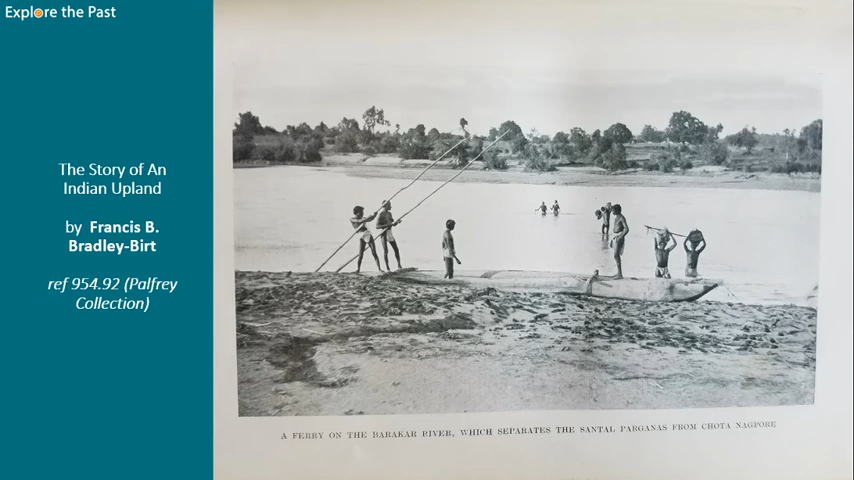 Explore the Past
The Story of An
Indian Upland
by Francis B.
Bradley-Birt
ref 954.92 (Palfrey
Collection)
A FERRY ON THE BARAKAR RIVER, WHICH SEPARATES THE SANTAL PARGANAS FROM CHOTA NAGPORE